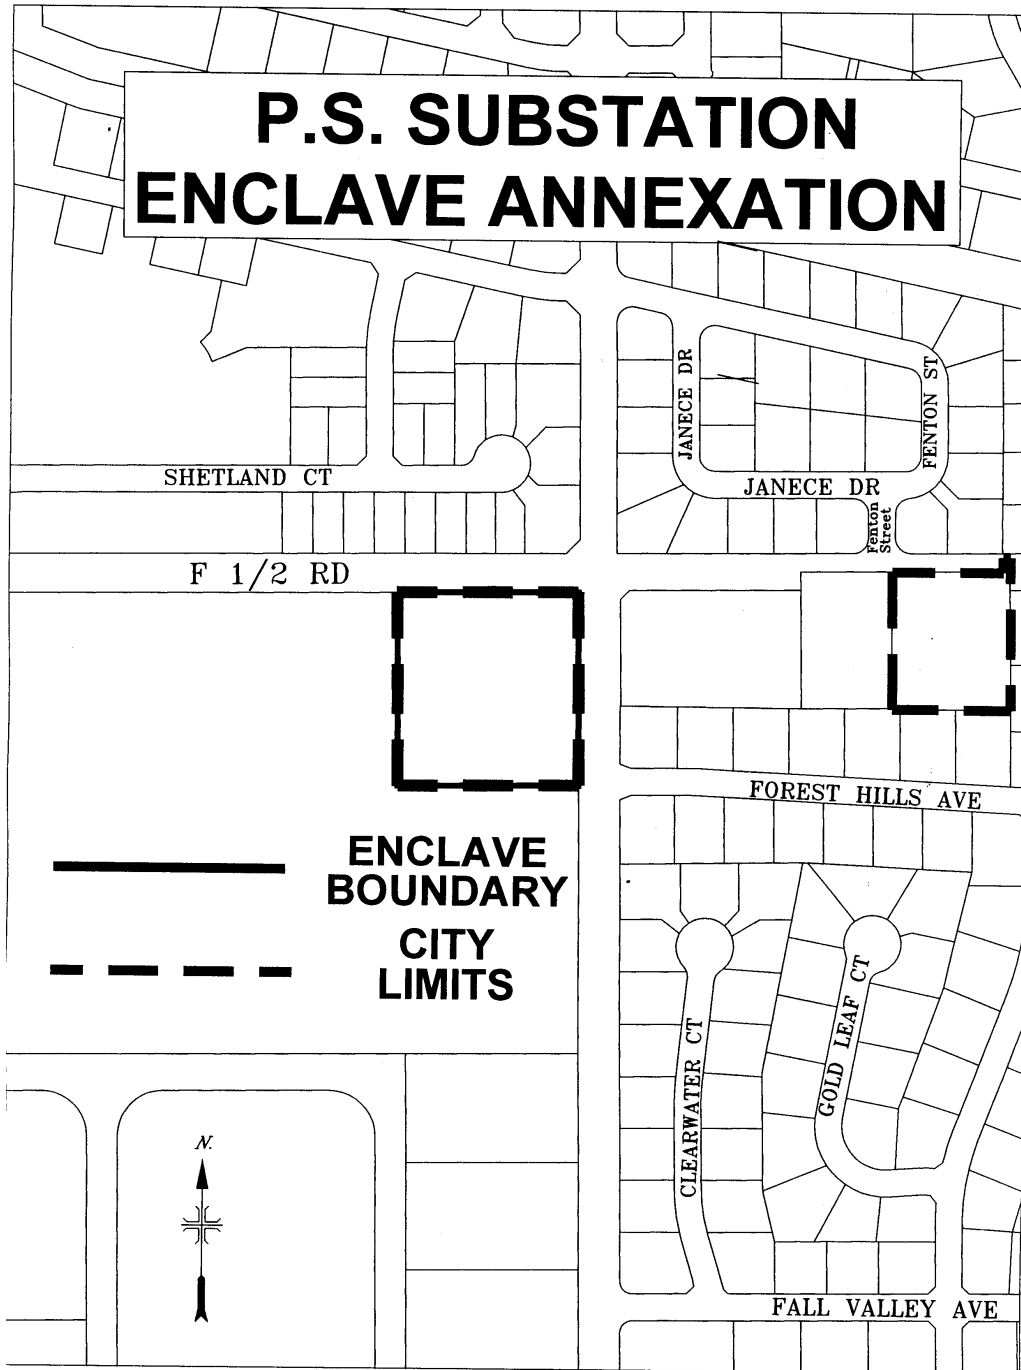 P.S. SUBSTATION
ENCLAVE ANNEXATION
JANECE DR
FENTON ST
SHETLAND CT
JANECE DR
Fenton
Street
F 1/2 RD
FOREST HILLS AVE
ENCLAVE
BOUNDARY
CITY
LIMITS
GOLD LEAF CT
CLEARWATER CT
N.
FALL VALLEY AVE